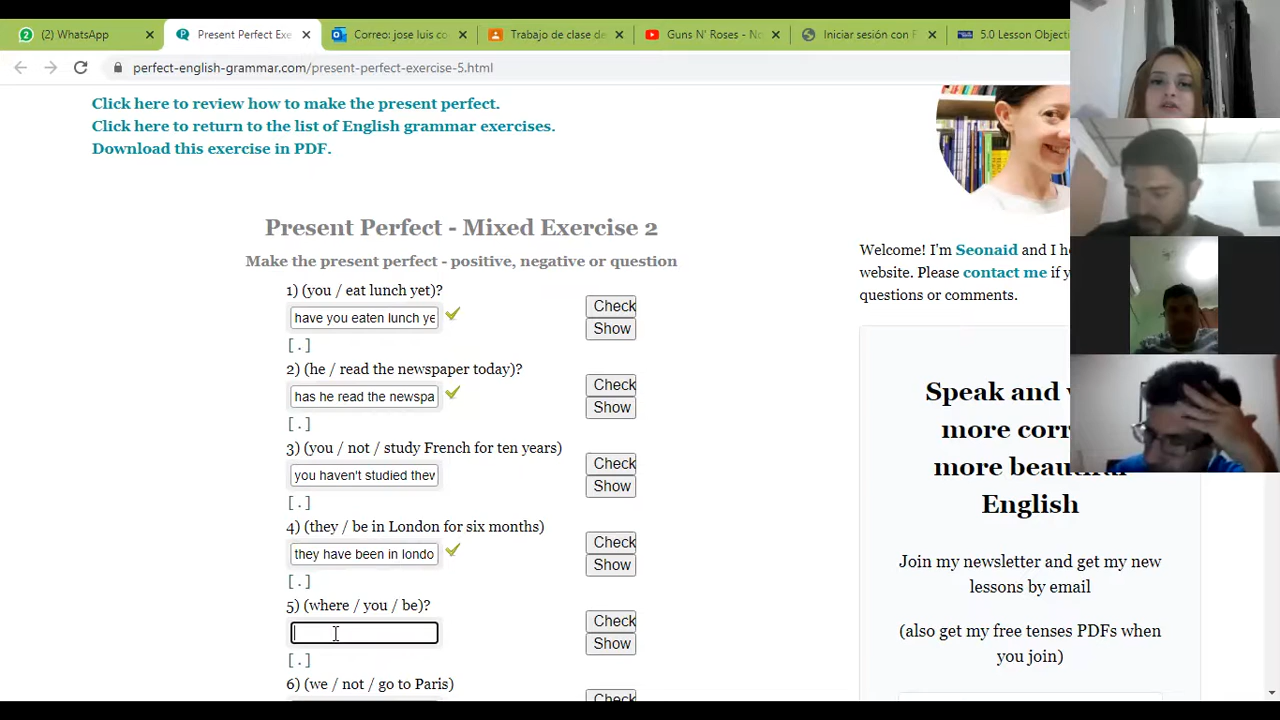 (2) WhatsApp
Present Perfect Exe
Correo: jose luis co
Trabajo de clase de
Guns N' Roses - No
Iniciar sesión con F
5.0 Lesson Objecti
perfect-english-grammar.com/present-perfect-exercise-5.html
Click here to review how to make the present perfect.
Click here to return to the list of English grammar exercises.
Download this exercise in PDF.
Present Perfect - Mixed Exercise 2
Make the present perfect - positive, negative or question
1) (you / eat lunch yet)?
have you eaten lunch ye
Check
Show
[ . ]
2) (he / read the newspaper today)?
has he read the newspa
Check
Show
[ . ]
3) (you / not / study French for ten years)
you haven't studied thev
Check
Show
[ . ]
4) (they / be in London for six months)
they have been in londo
Check
Show
[ . ]
5) (where / you / be)?
Check
Show
[ . ]
6) (we / not / go to Paris)
Check
Welcome! I'm Seonaid and I h
website. Please contact me if y
questions or comments.
Speak and
more corr
more beautiful
English
Join my newsletter and get my new
lessons by email
(also get my free tenses PDFs when
you join)